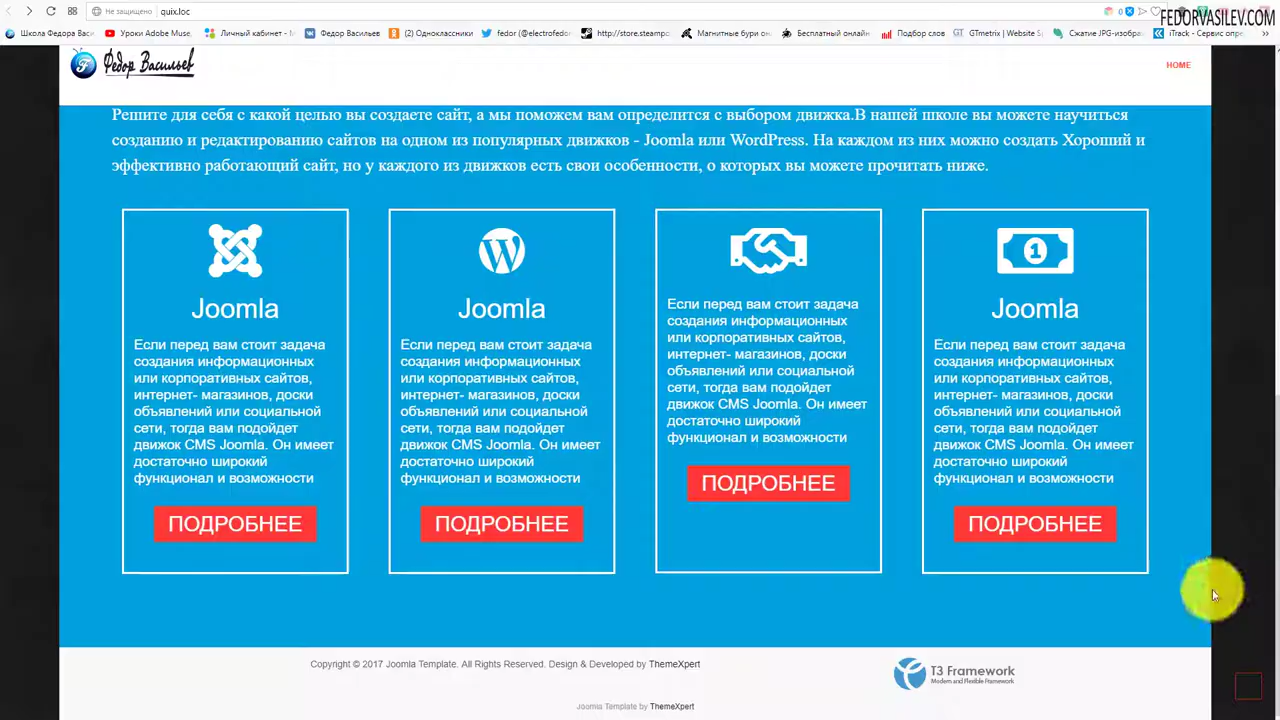 Не защищено quix.loc
0
FEDORVASILEV.COM
Школа Федора Васи
Уроки Adobe Muse,
Личный кабинет -
Федор Васильев
(2) Одноклассники
fedor (@electrofedor
http://store.steampo
Магнитные бури он
Бесплатный онлайн
Подбор слов
GTmetrix | Website S
Сжатие JPG-изображ
iTrack - Сервис опре
Федор Васильев
HOME
Решите для себя с какой целью вы создаете сайт, а мы поможем вам определится с выбором движка.В нашей школе вы можете научиться
созданию и редактированию сайтов на одном из популярных движков - Joomla или WordPress. На каждом из них можно создать Хороший и
эффективно работающий сайт, но у каждого из движков есть свои особенности, о которых вы можете прочитать ниже.
Joomla
Если перед вам стоит задача
создания информационных
или корпоративных сайтов,
интернет- магазинов, доски
объявлений или социальной
сети, тогда вам подойдет
движок CMS Joomla. Он имеет
достаточно широкий
функционал и возможности
ПОДРОБНЕЕ
Joomla
Если перед вам стоит задача
создания информационных
или корпоративных сайтов,
интернет- магазинов, доски
объявлений или социальной
сети, тогда вам подойдет
движок CMS Joomla. Он имеет
достаточно широкий
функционал и возможности
ПОДРОБНЕЕ
Если перед вам стоит задача
создания информационных
или корпоративных сайтов,
интернет- магазинов, доски
объявлений или социальной
сети, тогда вам подойдет
движок CMS Joomla. Он имеет
достаточно широкий
функционал и возможности
ПОДРОБНЕЕ
1
Joomla
Если перед вам стоит задача
создания информационных
или корпоративных сайтов,
интернет- магазинов, доски
объявлений или социальной
сети, тогда вам подойдет
движок CMS Joomla. Он имеет
достаточно широкий
функционал и возможности
ПОДРОБНЕЕ
Copyright © 2017 Joomla Template. All Rights Reserved. Design & Developed by ThemeXpert
T3 Framework
Modern and Flexible Framework
Joomla Template by ThemeXpert